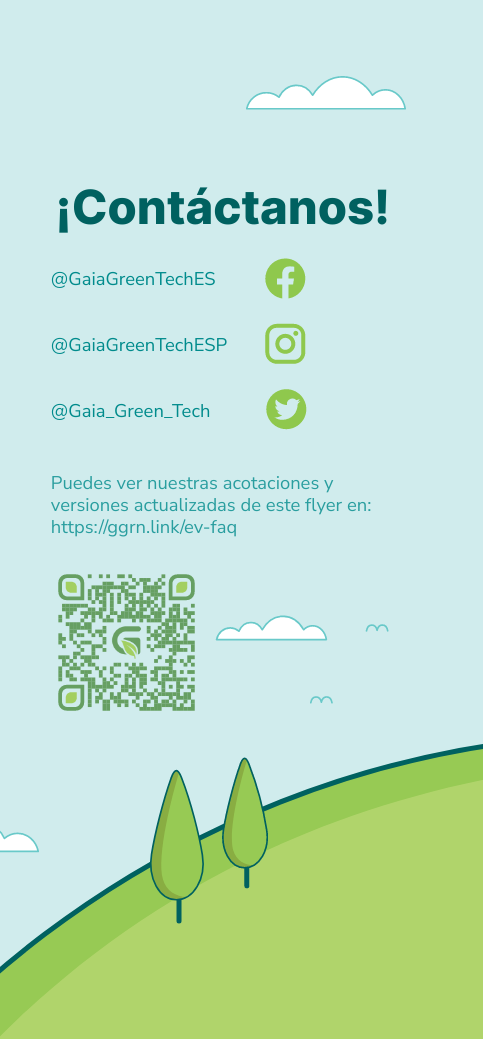 ¡Contáctanos!
@GaiaGreenTechES
@GaiaGreenTechESP
@Gaia_Green_Tech
Puedes ver nuestras acotaciones y
versiones actualizadas de este flyer en:
https://ggrn.link/ev-faq